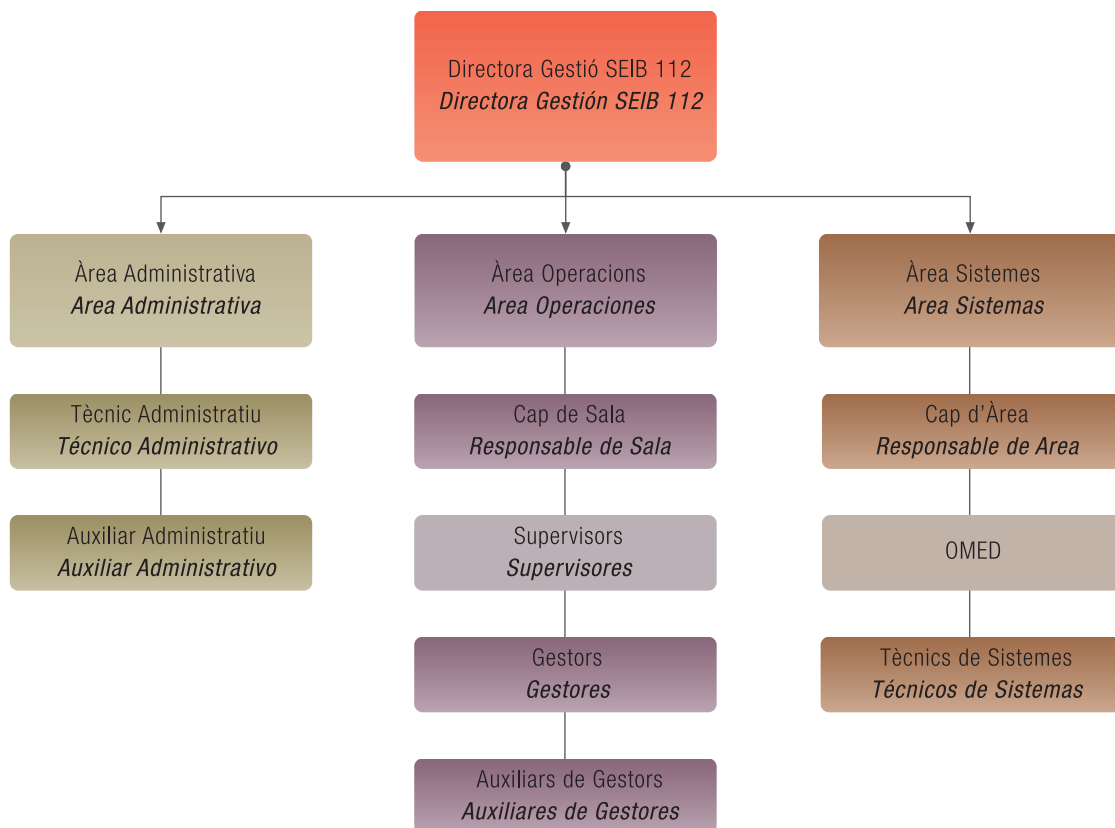 Directora Gestió SEIB 112
Directora Gestión SEIB 112
Àrea Administrativa
Area Administrativa
Àrea Operacions
Area Operaciones
Àrea Sistemes
Area Sistemas
Tècnic Administratiu
Técnico Administrativo
Cap de Sala
Responsable de Sala
Cap d'Àrea
Responsable de Area
Auxiliar Administratiu
Auxiliar Administrativo
Supervisors
Supervisores
OMED
Gestors
Gestores
Tècnics de Sistemes
Técnicos de Sistemas
Auxiliars de Gestors
Auxiliares de Gestores